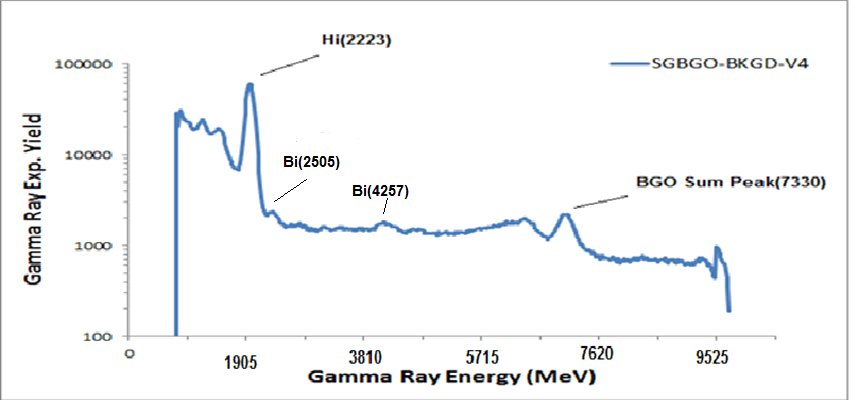 Hi(2223)
SGBGO-BKGD-V4
Bi(2505)
Bi(4257)
BGO Sum Peak(7330)
Gamma Ray Exp. Yield
100000
10000
1000
100
0
1905
3810
5715
7620
9525
Gamma Ray Energy (MeV)